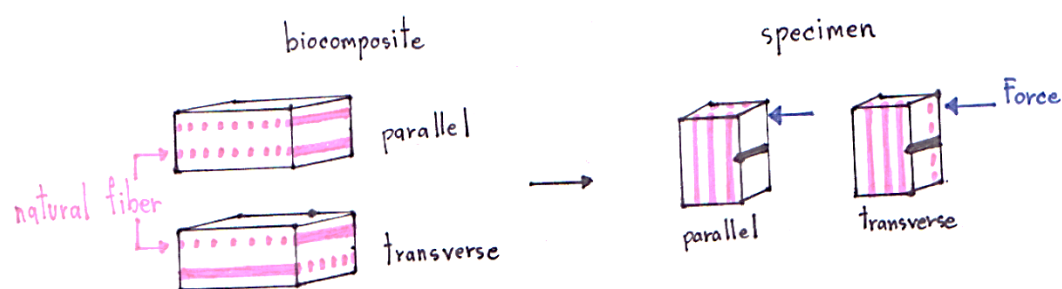 biocomposite
specimen
parallel
Force
natural fiber
transverse
parallel
transverse